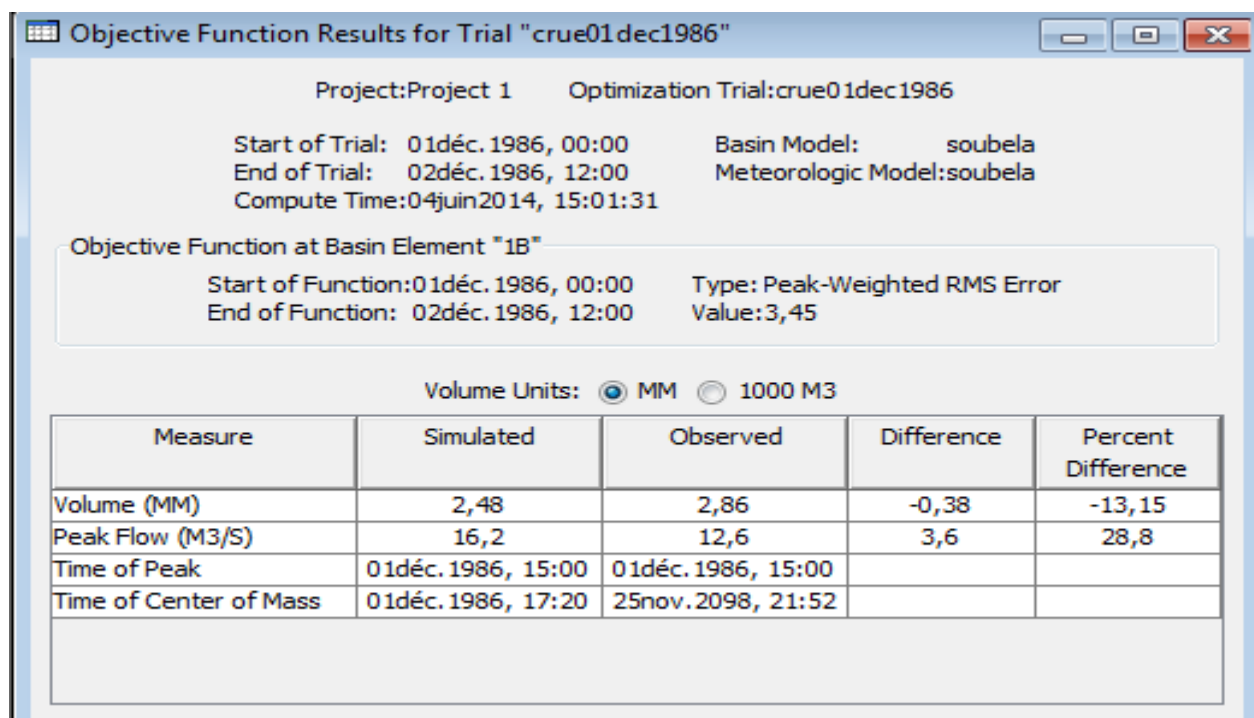 Objective Function Results for Trial "crue01dec1986"
Project:Project 1 Optimization Trial:crue01dec1986
Start of Trial: 01déc.1986, 00:00 Basin Model: soubela
End of Trial: 02déc.1986, 12:00 Meteorologic Model:soubela
Compute Time:04juin2014, 15:01:31
Objective Function at Basin Element "1B"
Start of Function:01déc.1986, 00:00 Type: Peak-Weighted RMS Error
End of Function: 02déc.1986, 12:00 Value:3,45
Volume Units: MM 1000 M3
Measure Simulated Observed Difference Percent Difference
Volume (MM) 2,48 2,86 -0,38 -13,15
Peak Flow (M3/S) 16,2 12,6 3,6 28,8
Time of Peak 01déc.1986, 15:00 01déc.1986, 15:00
Time of Center of Mass 01déc.1986, 17:20 25nov.2098, 21:52